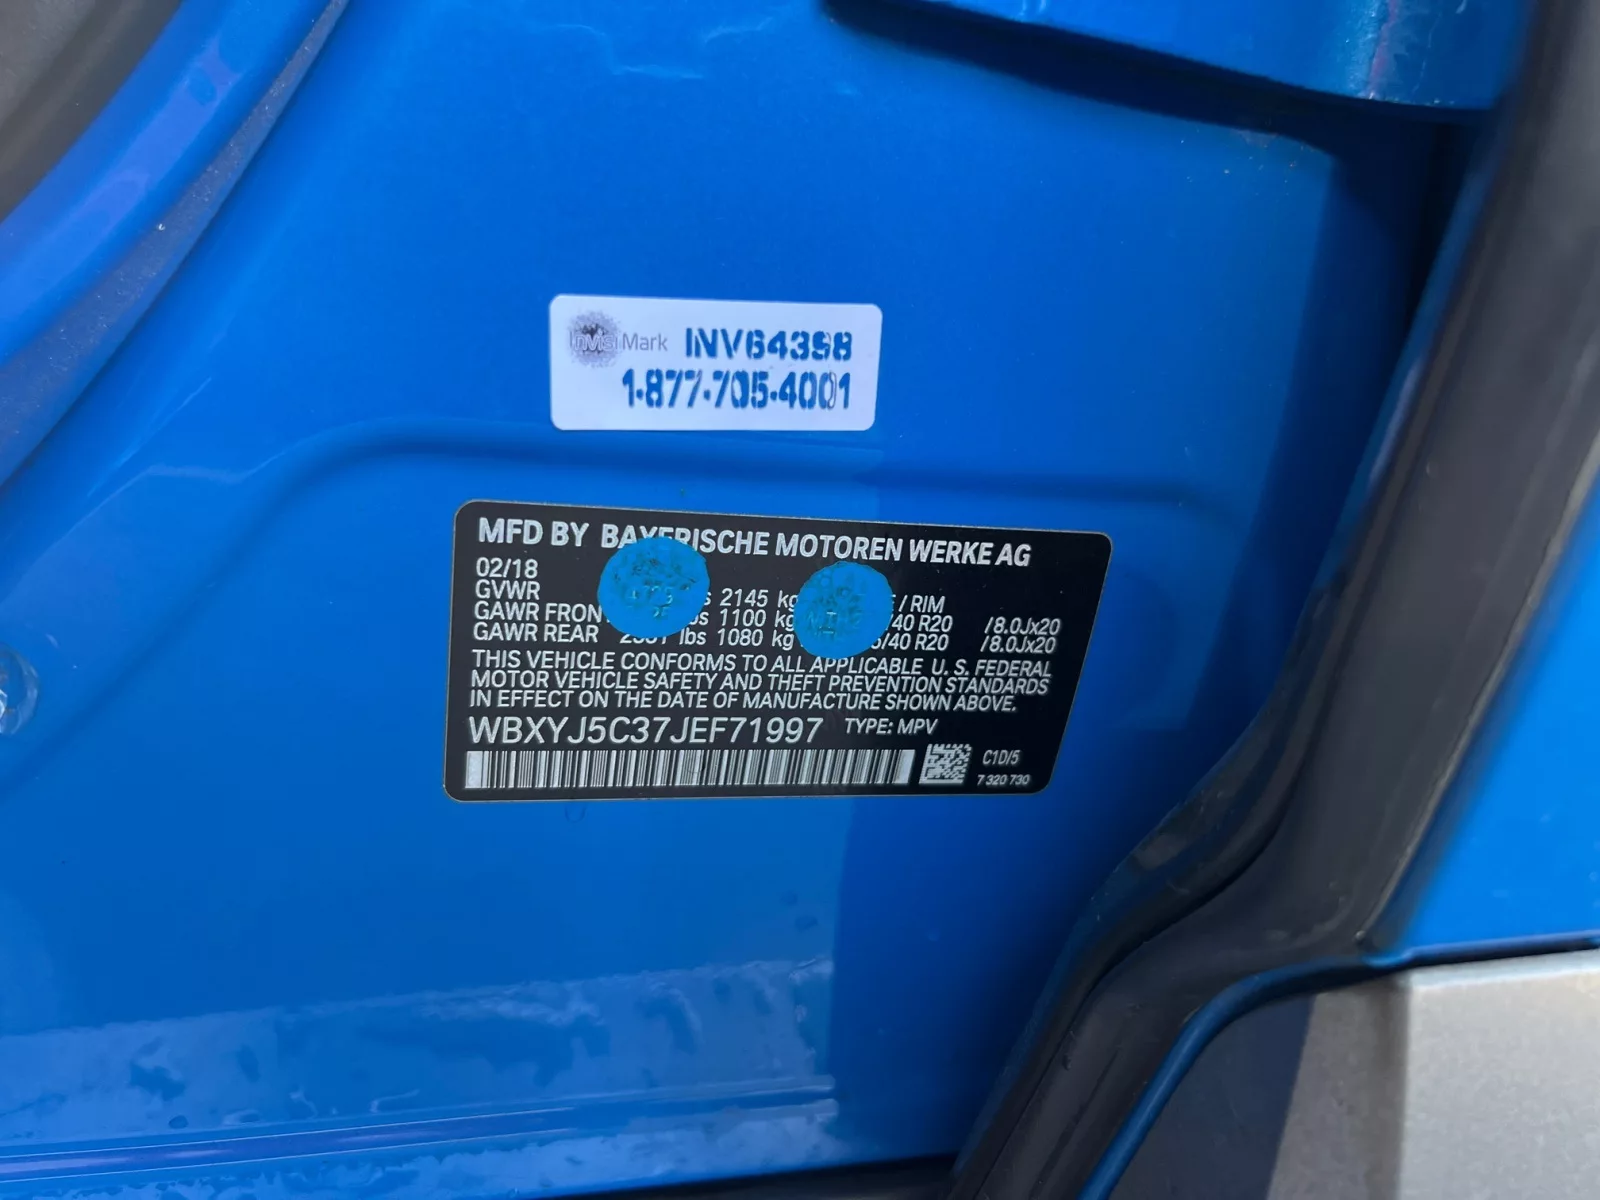 InvisiMark INV64398
1-877-705-4001
MFD BY BAYERISCHE MOTOREN WERKE AG
02/18
GVWR 2145 kg / RIM
GAWR FRONT 1100 kg /40 R20 /8.0Jx20
GAWR REAR lbs 1080 kg /40 R20 /8.0Jx20
THIS VEHICLE CONFORMS TO ALL APPLICABLE U.S. FEDERAL
MOTOR VEHICLE SAFETY AND THEFT PREVENTION STANDARDS
IN EFFECT ON THE DATE OF MANUFACTURE SHOWN ABOVE.
WBXYJ5C37JEF71997 TYPE: MPV
C1D/5
7 320 730